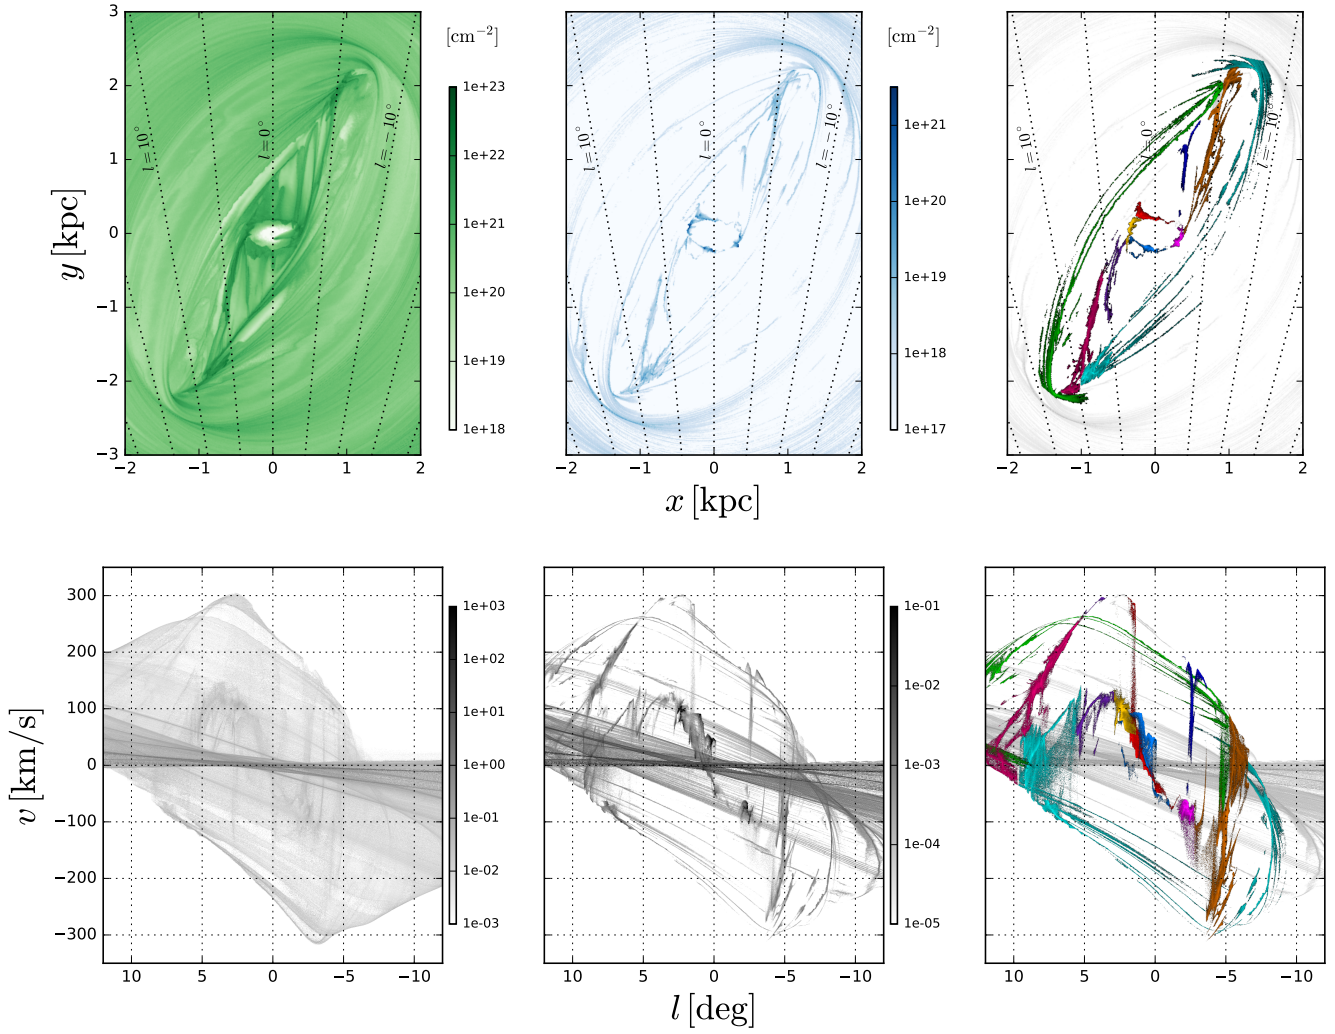 [cm⁻²]
[cm⁻²]
3
2
1
0
−1
−2
−3
y [kpc]
l = 10°
l = 0°
l = −10°
1e+23
1e+22
1e+21
1e+20
1e+19
1e+18
l = 10°
l = 0°
l = −10°
1e+21
1e+20
1e+19
1e+18
1e+17
l = 10°
l = 0°
l = −10°
−2 −1 0 1 2
−2 −1 0 1 2
−2 −1 0 1 2
x [kpc]
300
200
100
0
−100
−200
−300
v [km/s]
1e+03
1e+02
1e+01
1e+00
1e-01
1e-02
1e-03
1e-01
1e-02
1e-03
1e-04
1e-05
10 5 0 −5 −10
10 5 0 −5 −10
10 5 0 −5 −10
l [deg]